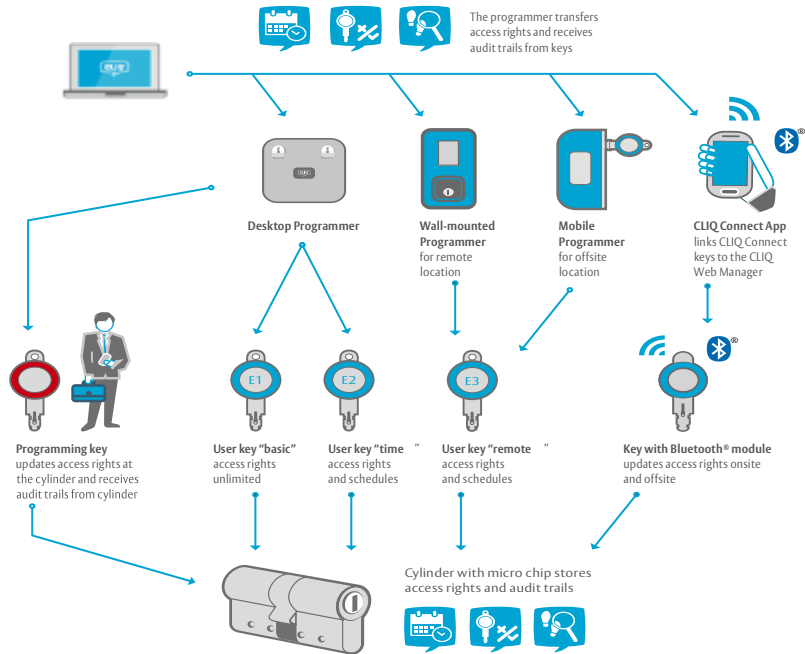 The programmer transfers
access rights and receives
audit trails from keys
CLIQ
Desktop Programmer
Wall-mounted
Programmer
for remote
location
Mobile
Programmer
for offsite
location
CLIQ Connect App
links CLIQ Connect
keys to the CLIQ
Web Manager
®
®
E1
E2
E3
Programming key
updates access rights at
the cylinder and receives
audit trails from cylinder
User key “basic”
access rights
unlimited
User key “time ”
access rights
and schedules
User key “remote ”
access rights
and schedules
Key with Bluetooth® module
updates access rights onsite
and offsite
Cylinder with micro chip stores
access rights and audit trails